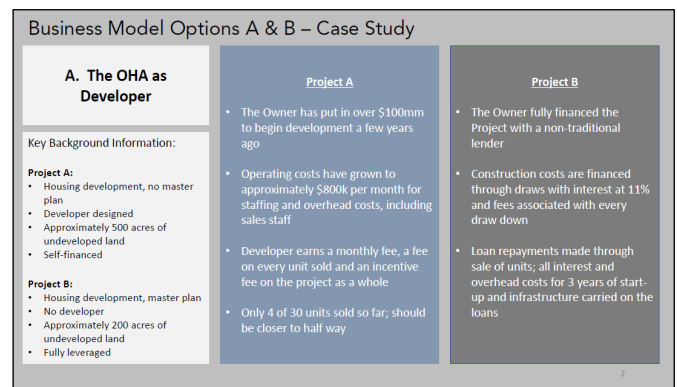 Business Model Options A & B – Case Study
A. The OHA as
Developer
Key Background Information:
Project A:
• Housing development, no master
plan
• Developer designed
• Approximately 500 acres of
undeveloped land
• Self-financed
Project B:
• Housing development, master plan
• No developer
• Approximately 200 acres of
undeveloped land
• Fully leveraged
Project A
• The Owner has put in over $100mm
to begin development a few years
ago
• Operating costs have grown to
approximately $800k per month for
staffing and overhead costs, including
sales staff
• Developer earns a monthly fee, a fee
on every unit sold and an incentive
fee on the project as a whole
• Only 4 of 30 units sold so far; should
be closer to half way
Project B
• The Owner fully financed the
Project with a non-traditional
lender
• Construction costs are financed
through draws with interest at 11%
and fees associated with every
draw down
• Loan repayments made through
sale of units; all interest and
overhead costs for 3 years of start-
up and infrastructure carried on the
loans
2